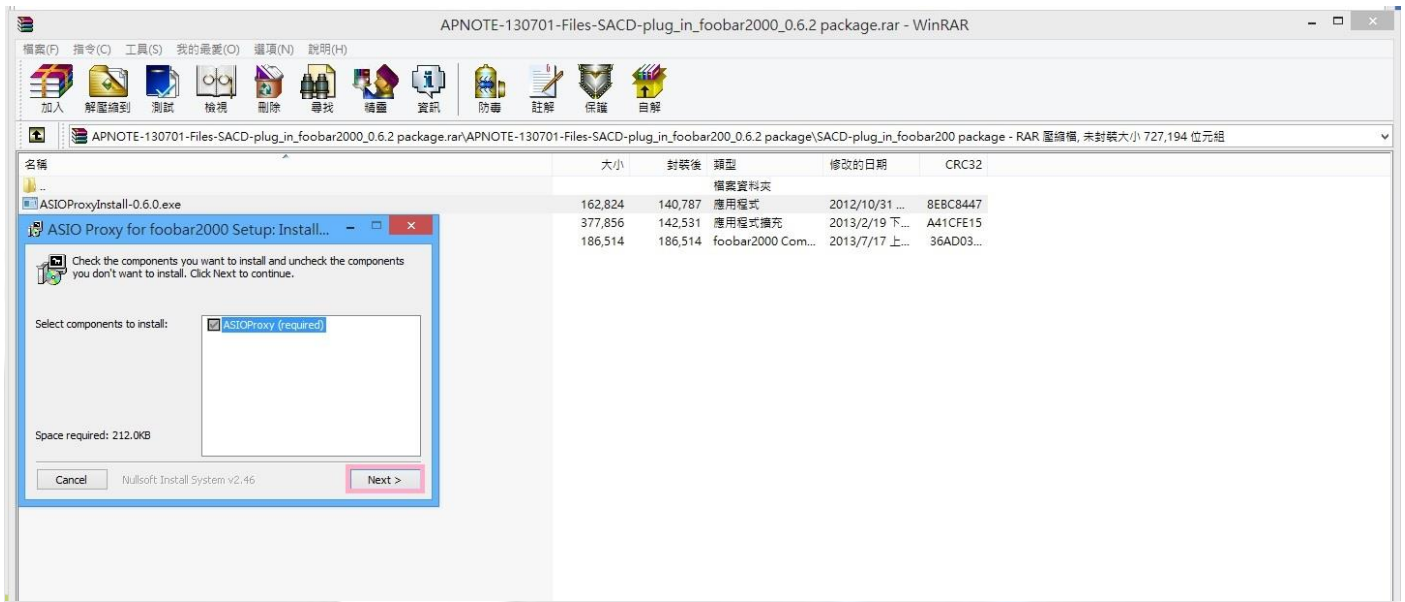 APNOTE-130701-Files-SACD-plug_in_foobar2000_0.6.2 package.rar - WinRAR
檔案(F) 指令(C) 工具(S) 我的最愛(O) 選項(N) 說明(H)
加入 解壓縮到 測試 檢視 刪除 尋找 精靈 資訊 防毒 註解 保護 自解
APNOTE-130701-Files-SACD-plug_in_foobar2000_0.6.2 package.rar\APNOTE-130701-Files-SACD-plug_in_foobar200_0.6.2 package\SACD-plug_in_foobar200 package - RAR 壓縮檔, 未封裝大小 727,194 位元組
名稱 大小 封裝後 類型 修改的日期 CRC32
.. 檔案資料夾
ASIOProxyInstall-0.6.0.exe 162,824 140,787 應用程式 2012/10/31 ... 8EBC8447
377,856 142,531 應用程式擴充 2013/2/19 下... A41CFE15
186,514 186,514 foobar2000 Com... 2013/7/17 上... 36AD03...
ASIO Proxy for foobar2000 Setup: Install...
Check the components you want to install and uncheck the components
you don't want to install. Click Next to continue.
Select components to install:
ASIOProxy (required)
Space required: 212.0KB
Cancel Nullsoft Install System v2.46 Next >